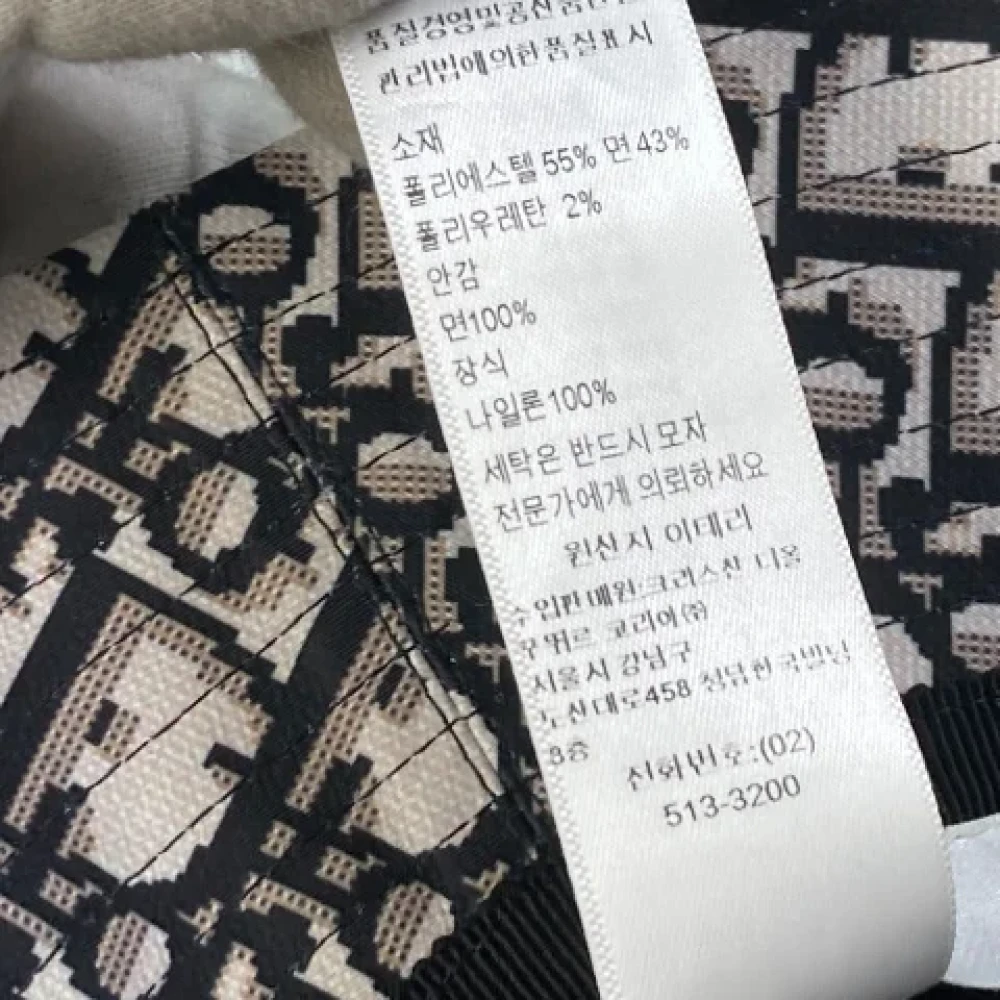 품질경영및공산품안전
관리법에의한품질표시
소재
폴리에스텔 55% 면 43%
폴리우레탄 2%
안감
면100%
장식
나일론100%
세탁은 반드시 모자
전문가에게 의뢰하세요
원산지 이태리
수입판매원:크리스찬 디올
꾸뛰르 코리아(주)
서울시 강남구
도산대로458 청담한국빌딩
8층
전화번호:(02)
513-3200